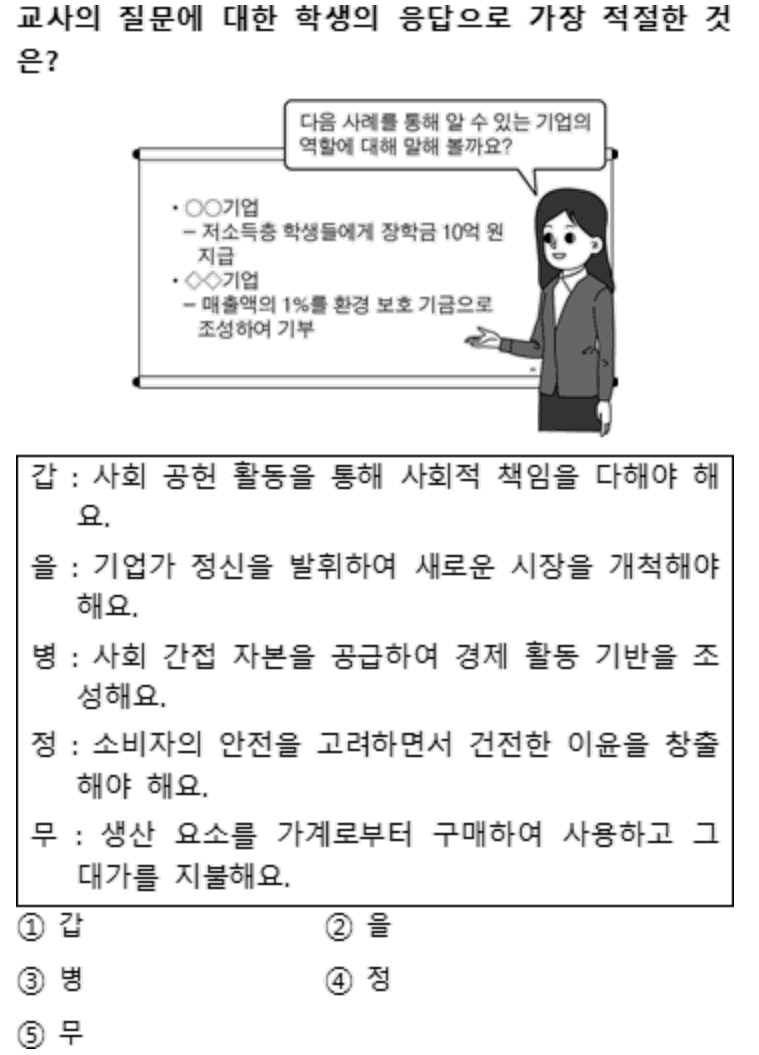 교사의 질문에 대한 학생의 응답으로 가장 적절한 것
은?
다음 사례를 통해 알 수 있는 기업의
역할에 대해 말해 볼까요?
• ○○기업
− 저소득층 학생들에게 장학금 10억 원
지급
• ◇◇기업
− 매출액의 1%를 환경 보호 기금으로
조성하여 기부
갑 : 사회 공헌 활동을 통해 사회적 책임을 다해야 해
요.
을 : 기업가 정신을 발휘하여 새로운 시장을 개척해야
해요.
병 : 사회 간접 자본을 공급하여 경제 활동 기반을 조
성해요.
정 : 소비자의 안전을 고려하면서 건전한 이윤을 창출
해야 해요.
무 : 생산 요소를 가계로부터 구매하여 사용하고 그
대가를 지불해요.
① 갑 ② 을
③ 병 ④ 정
⑤ 무